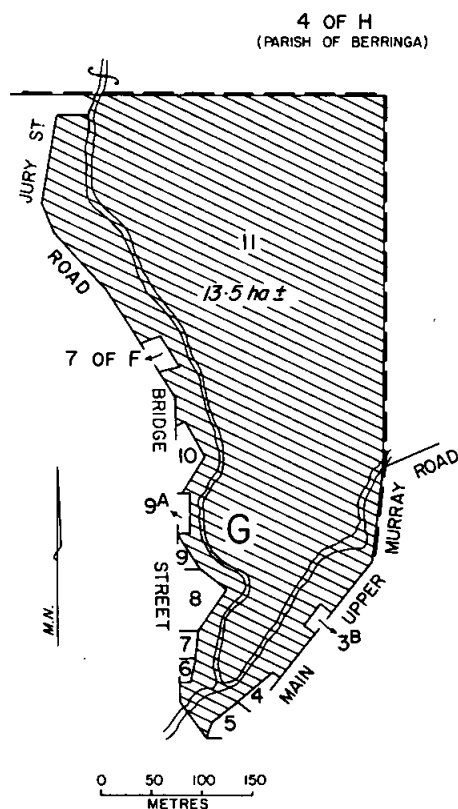 4 OF H
(PARISH OF BERRINGA)
JURY ST
ROAD
11
13·5 ha ±
7 OF F
BRIDGE
10
MURRAY ROAD
9A
G
9
STREET
8
UPPER
M.N.
3B
7
6
MAIN
4
5
0 50 100 150
METRES